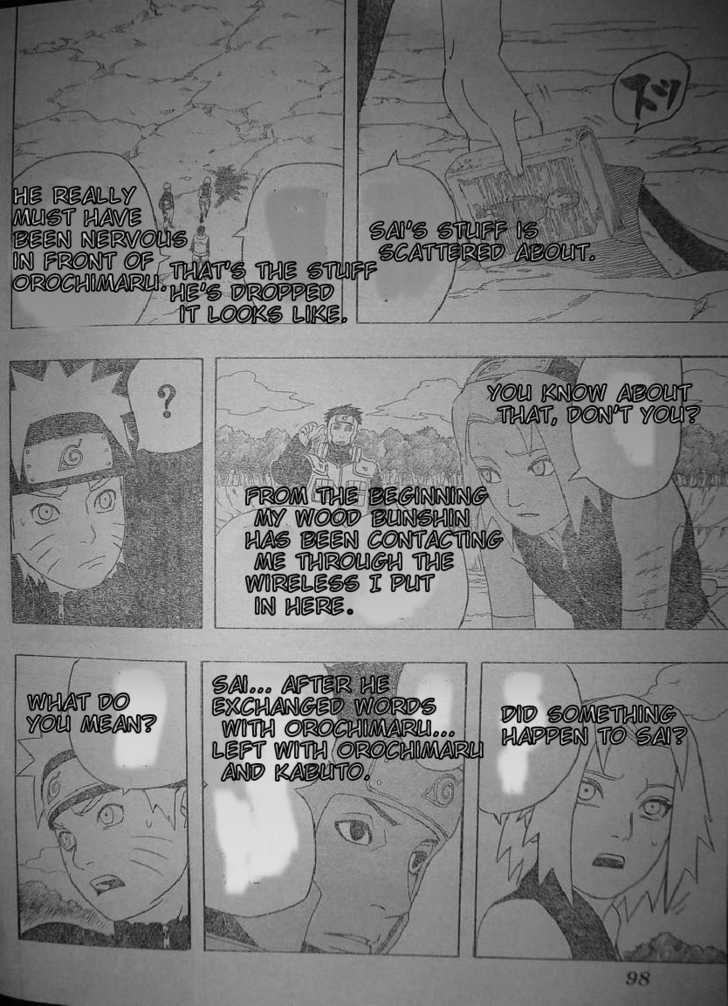 スッ
SAI'S STUFF IS
SCATTERED ABOUT.
THAT'S THE STUFF
HE'S DROPPED
IT LOOKS LIKE.
HE REALLY
MUST HAVE
BEEN NERVOUS
IN FRONT OF
OROCHIMARU.
YOU KNOW ABOUT
THAT, DON'T YOU?
FROM THE BEGINNING
MY WOOD BUNSHIN
HAS BEEN CONTACTING
ME THROUGH THE
WIRELESS I PUT
IN HERE.
?
DID SOMETHING
HAPPEN TO SAI?
SAI... AFTER HE
EXCHANGED WORDS
WITH OROCHIMARU...
LEFT WITH OROCHIMARU
AND KABUTO.
WHAT DO
YOU MEAN?
98